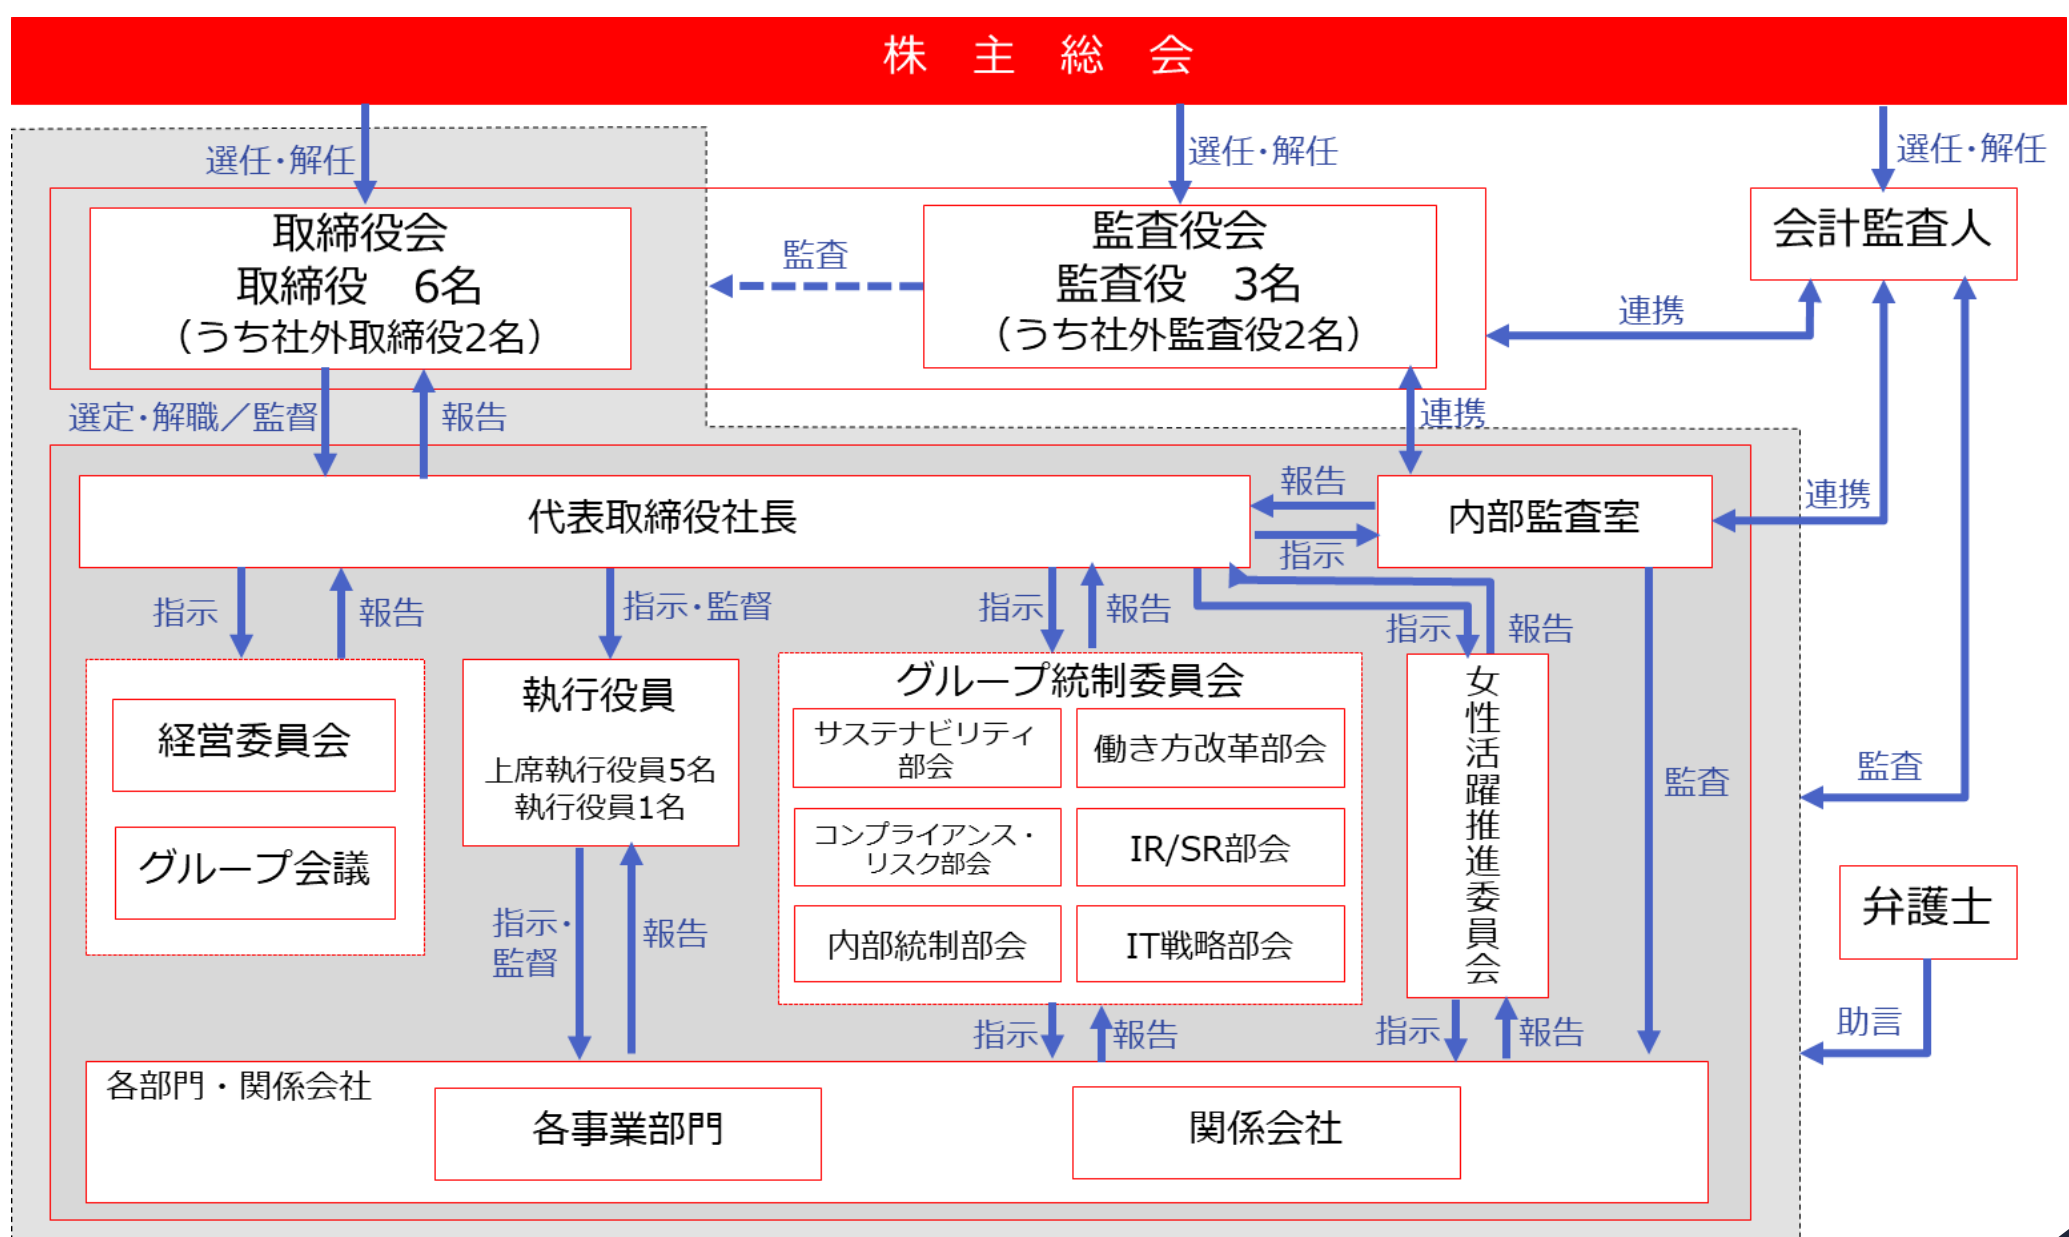 株 主 総 会
選任・解任
選任・解任
選任・解任
取締役会
取締役 6名
（うち社外取締役2名）
監査
監査役会
監査役 3名
（うち社外監査役2名）
会計監査人
連携
選定・解職／監督
報告
連携
代表取締役社長
報告
指示
内部監査室
連携
指示
報告
指示・監督
指示
報告
指示
報告
経営委員会
グループ会議
執行役員
上席執行役員5名
執行役員1名
グループ統制委員会
サステナビリティ
部会
働き方改革部会
コンプライアンス・
リスク部会
IR/SR部会
内部統制部会
IT戦略部会
女性活躍推進委員会
監査
監査
弁護士
助言
指示・
監督
報告
指示
報告
指示
報告
各部門・関係会社
各事業部門
関係会社